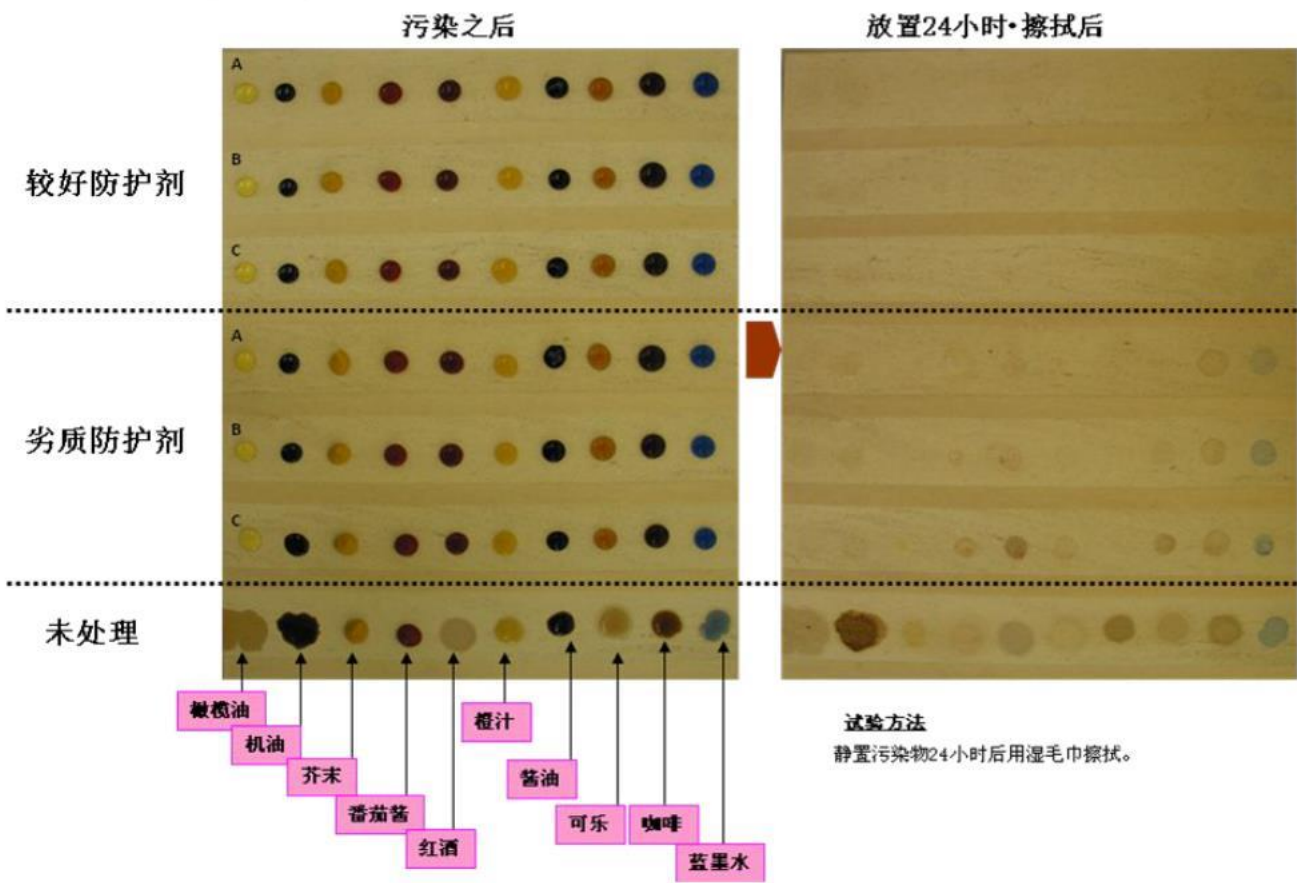 污染之后
放置24小时·擦拭后
A
B
较好防护剂
C
A
劣质防护剂
B
C
未处理
橄榄油
机油
芥末
番茄酱
红酒
橙汁
酱油
可乐
咖啡
蓝墨水
试验方法
静置污染物24小时后用湿毛巾擦拭。